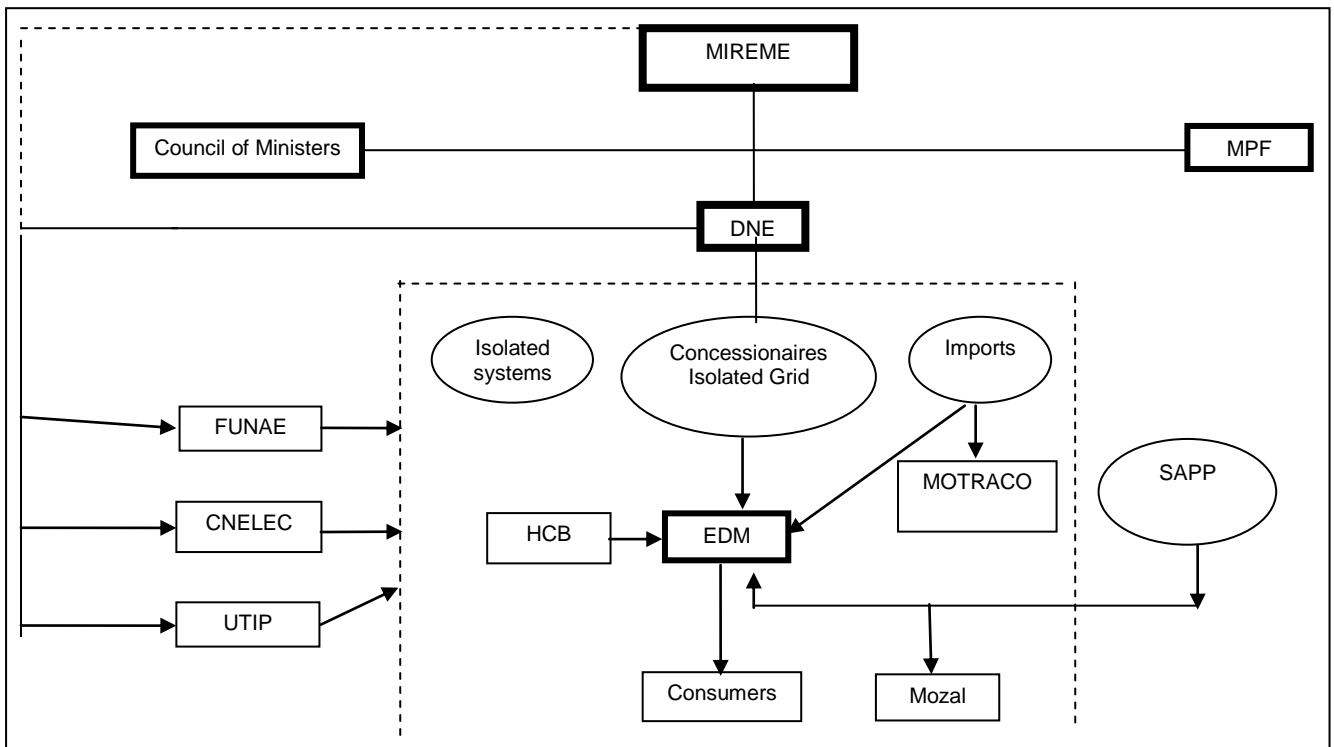 MIREME
Council of Ministers
MPF
DNE
Isolated
systems
Concessionaires
Isolated Grid
Imports
FUNAE
MOTRACO
SAPP
CNELEC
HCB
EDM
UTIP
Consumers
Mozal